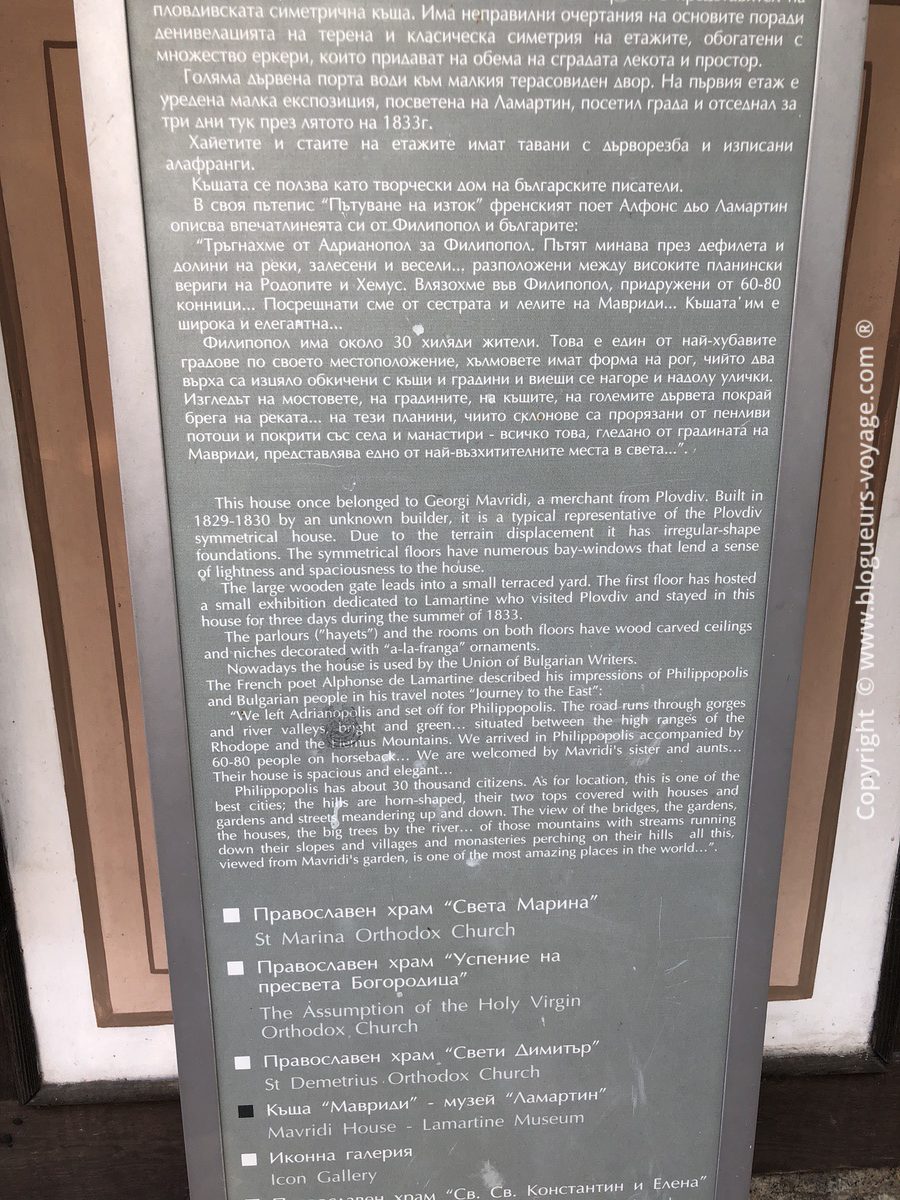 пловдивската симетрична къща. Има неправилни очертания на основите поради
денивелацията на терена и класическа симетрия на етажите, обогатени с
множество еркери, които придават на обема на сградата лекота и простор.
Голяма дървена порта води към малкия терасовиден двор. На първия етаж е
уредена малка експозиция, посветена на Ламартин, посетил града и отседнал за
три дни тук през лятото на 1833г.
Хайетите и стаите на етажите имат тавани с дърворезба и изписани
алафранги.
Къщата се ползва като творчески дом на българските писатели.
В своя пътепис “Пътуване на изток” френският поет Алфонс дьо Ламартин
описва впечатлинеята си от Филипопол и българите:
“Тръгнахме от Адрианопол за Филипопол. Пътят минава през дефилета и
долини на реки, залесени и весели... разположени между високите планински
вериги на Родопите и Хемус. Влязохме във Филипопол, придружени от 60-80
конници... Посрещнати сме от сестрата и лелите на Мавриди... Къщата им е
широка и елегантна...
Филипопол има около 30 хиляди жители. Това е един от най-хубавите
градове по своето местоположение, хълмовете имат форма на рог, чийто два
върха са изцяло обкичени с къщи и градини и виещи се нагоре и надолу улички.
Изгледът на мостовете, на градините, на къщите, на големите дървета покрай
брега на реката... на тези планини, чиито склонове са прорязани от пенливи
потоци и покрити със села и манастири - всичко това, гледано от градината на
Мавриди, представлява едно от най-възхитителните места в света...”.
This house once belonged to Georgi Mavridi, a merchant from Plovdiv. Built in
1829-1830 by an unknown builder, it is a typical representative of the Plovdiv
symmetrical house. Due to the terrain displacement it has irregular-shape
foundations. The symmetrical floors have numerous bay-windows that lend a sense
of lightness and spaciousness to the house.
The large wooden gate leads into a small terraced yard. The first floor has hosted
a small exhibition dedicated to Lamartine who visited Plovdiv and stayed in this
house for three days during the summer of 1833.
The parlours (”hayets”) and the rooms on both floors have wood carved ceilings
and niches decorated with “a-la-franga” ornaments.
Nowadays the house is used by the Union of Bulgarian Writers.
The French poet Alphonse de Lamartine described his impressions of Philippopolis
and Bulgarian people in his travel notes “Journey to the East”:
“We left Adrianopolis and set off for Philippopolis. The road runs through gorges
and river valleys, and green... situated between the high ranges of the
Rhodope and the Mountains. We arrived in Philippopolis accompanied by
60-80 people on horseback... We are welcomed by Mavridi's sister and aunts...
Their house is spacious and elegant...
Philippopolis has about 30 thousand citizens. As for location, this is one of the
best cities; the hills are horn-shaped, their two tops covered with houses and
gardens and streets meandering up and down. The view of the bridges, the gardens,
the houses, the big trees by the river... of those mountains with streams running
down their slopes and villages and monasteries perching on their hills all this,
viewed from Mavridi's garden, is one of the most amazing places in the world...”.
Православен храм “Света Марина”
St Marina Orthodox Church
Православен храм “Успение на
пресвета Богородица”
The Assumption of the Holy Virgin
Orthodox Church
Православен храм “Свети Димитър”
St Demetrius Orthodox Church
Къща “Мавриди” - музей “Ламартин”
Mavridi House - Lamartine Museum
Иконна галерия
Icon Gallery
Православен храм “Св. Св. Константин и Елена”
Copyright © www.blogueurs-voyage.com ®